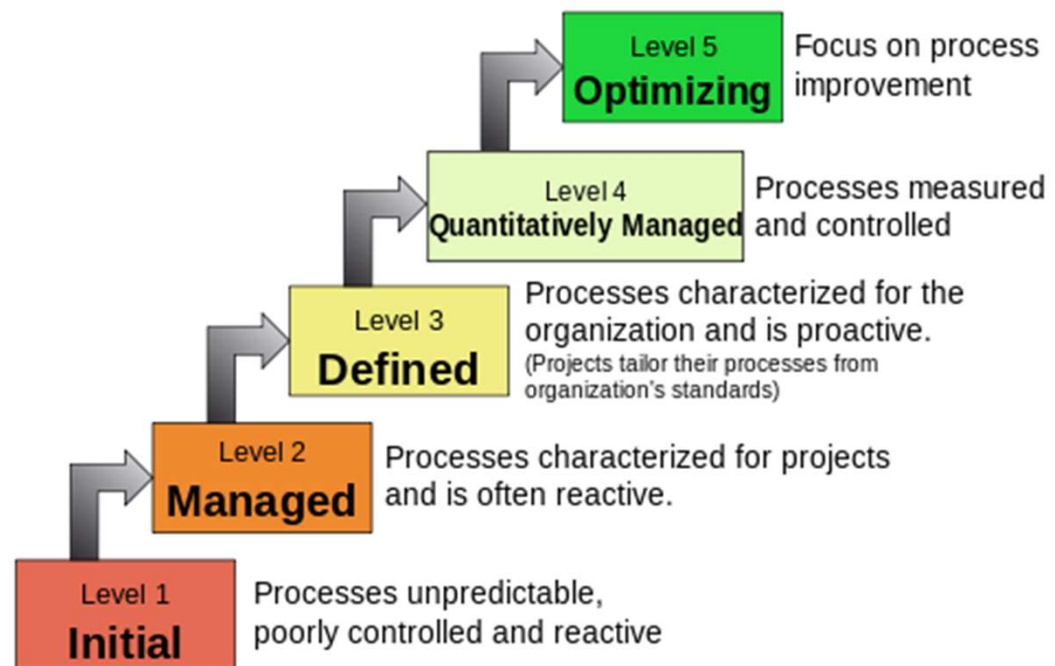 Level 5
Optimizing
Focus on process
improvement
Level 4
Quantitatively Managed
Processes measured
and controlled
Level 3
Defined
Processes characterized for the
organization and is proactive.
(Projects tailor their processes from
organization's standards)
Level 2
Managed
Processes characterized for projects
and is often reactive.
Level 1
Initial
Processes unpredictable,
poorly controlled and reactive